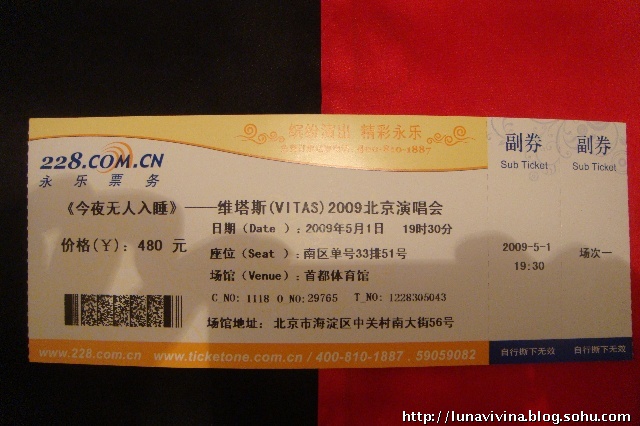 缤纷演出 精彩永乐
400-810-1887
228.COM.CN
永乐票务
《今夜无人入睡》——维塔斯(VITAS)2009北京演唱会
日期(Date)：2009年5月1日 19时30分
价格(￥)：480 元
座位(Seat)：南区单号33排51号
场馆(Venue)：首都体育馆
C_NO: 1118 O_NO: 29765 T_NO: 1228305043
场馆地址：北京市海淀区中关村南大街56号
www.228.com.cn www.ticketone.com.cn / 400-810-1887 . 59059082
副券
Sub Ticket
2009-5-1
19:30
自行撕下无效
副券
Sub Ticket
场次一
自行撕下无效
http://lunavivina.blog.sohu.com